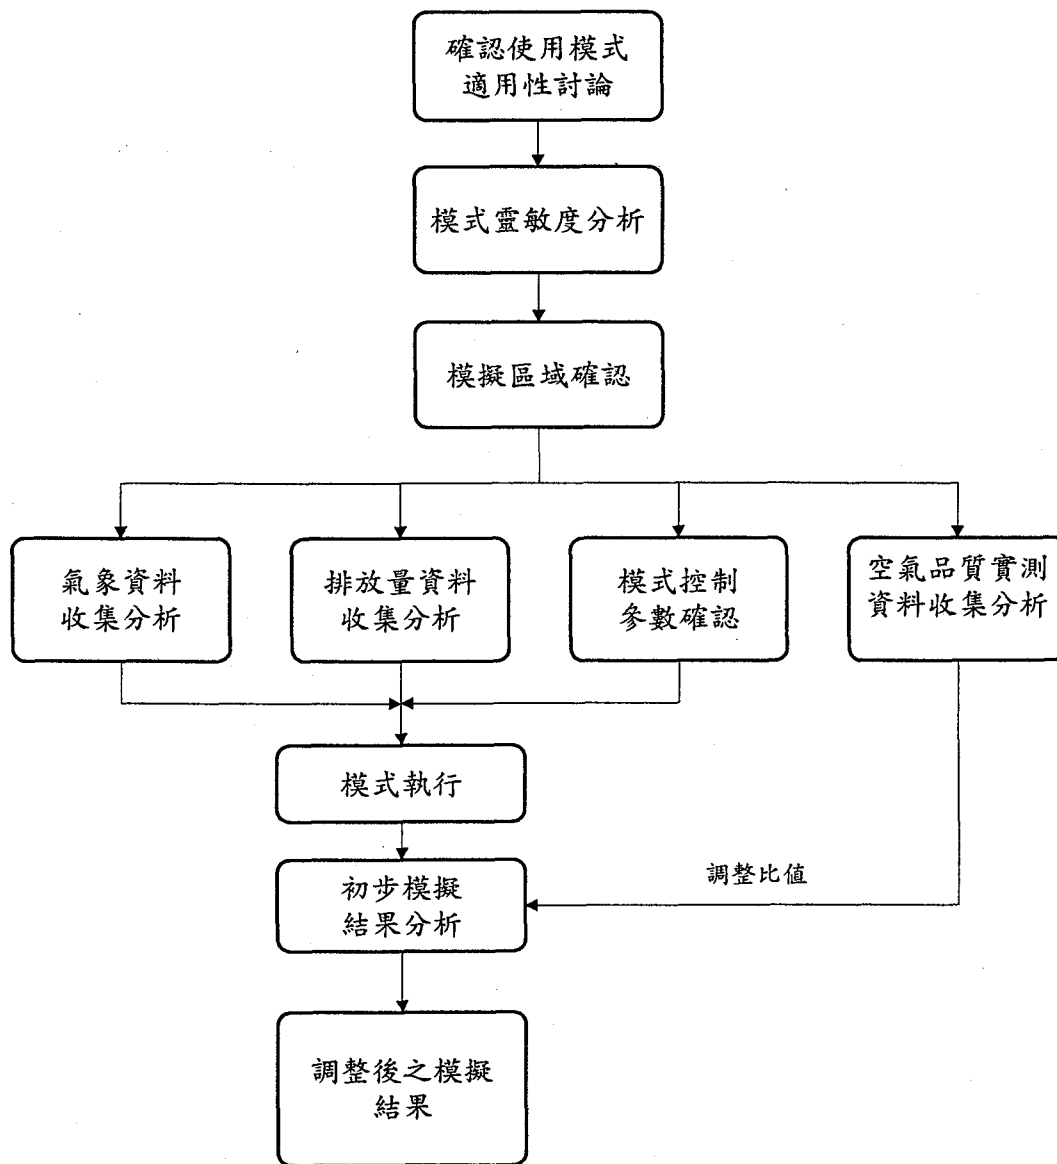 確認使用模式
適用性討論
模式靈敏度分析
模擬區域確認
氣象資料
收集分析
排放量資料
收集分析
模式控制
參數確認
空氣品質實測
資料收集分析
模式執行
調整比值
初步模擬
結果分析
調整後之模擬
結果